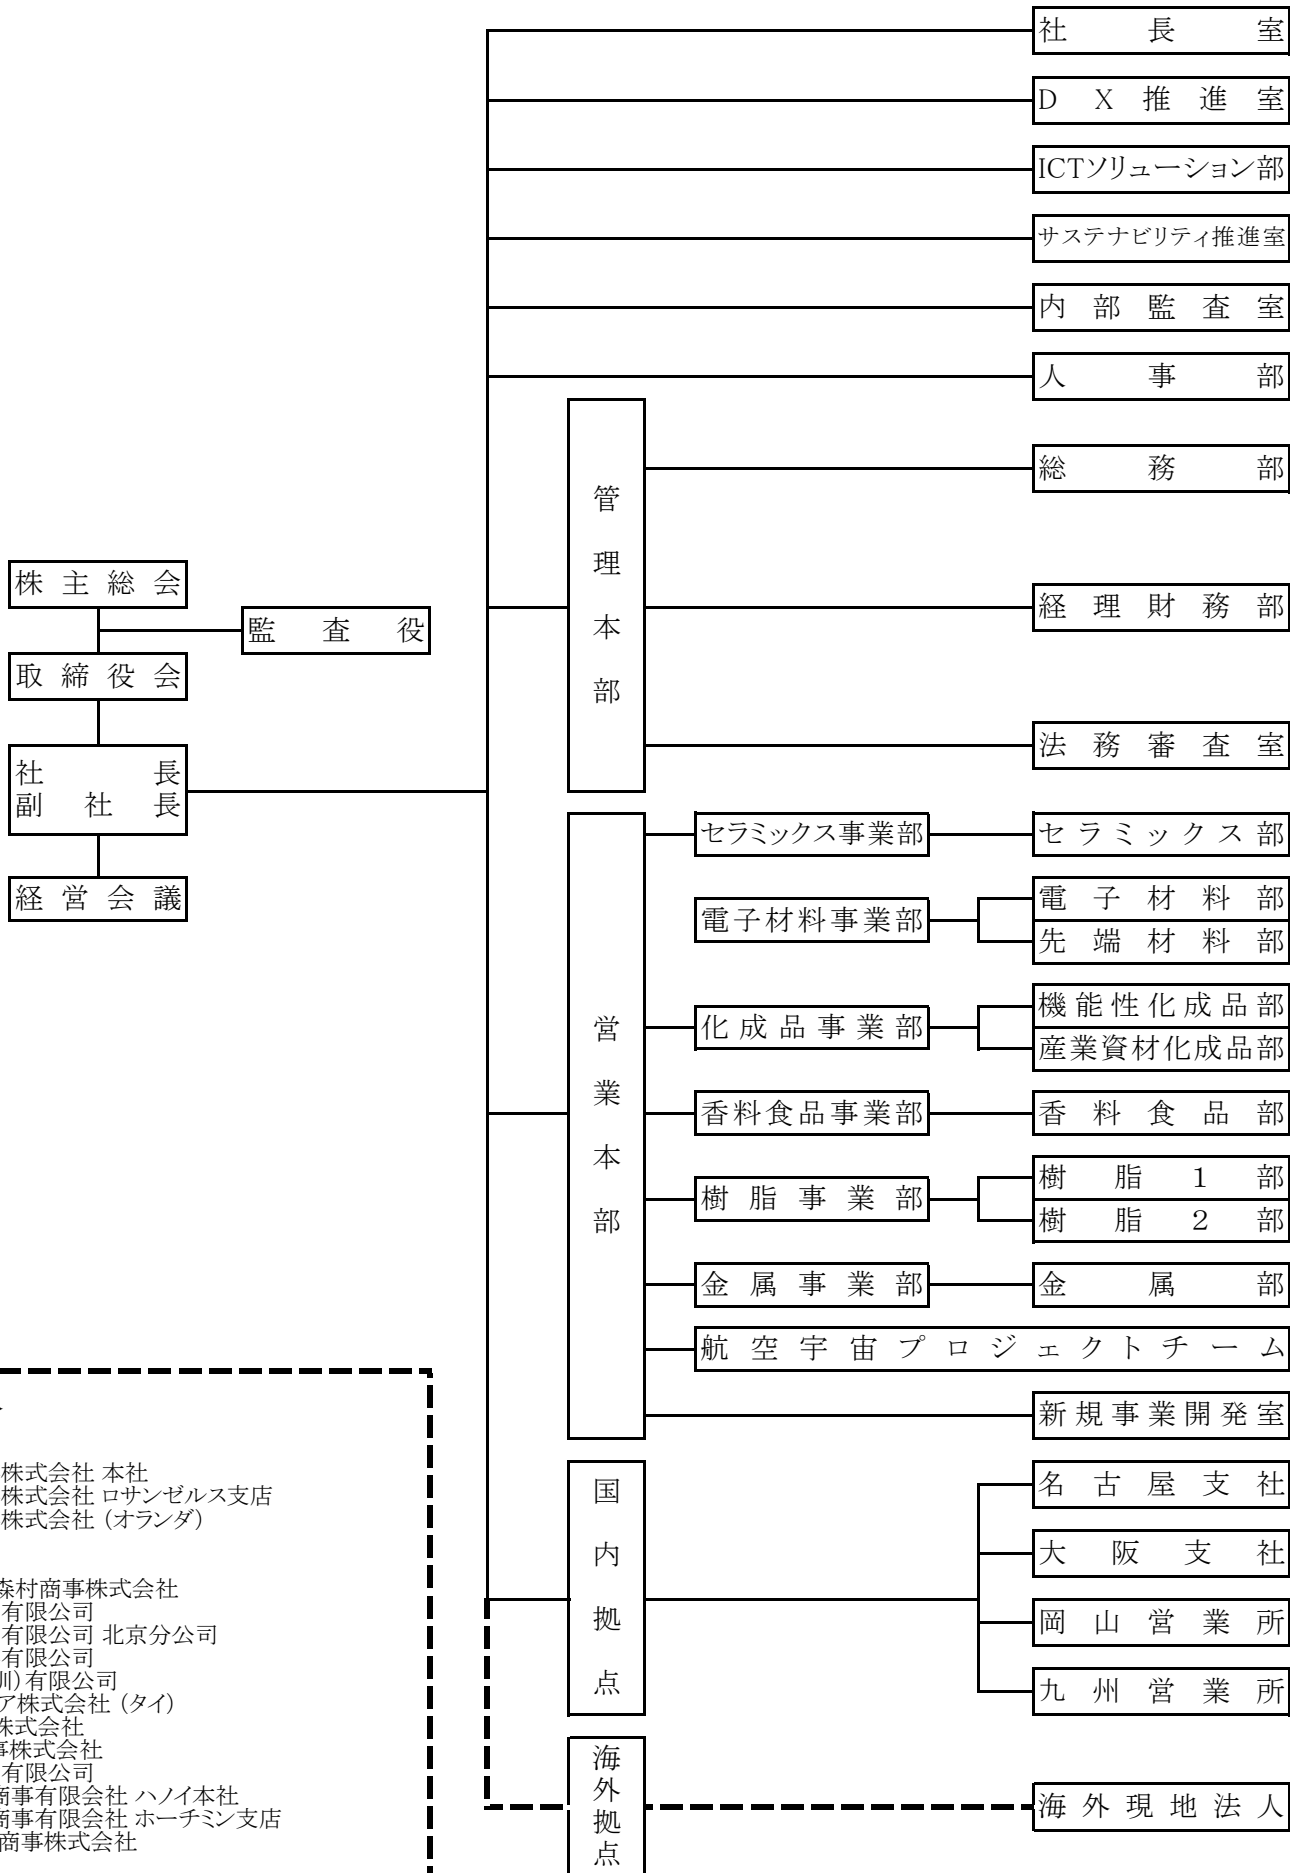 社長室
DX推進室
ICTソリューション部
サステナビリティ推進室
内部監査室
人事部
管理本部
総務部
経理財務部
法務審査室
株主総会
監査役
取締役会
社長
副社長
経営会議
営業本部
セラミックス事業部
セラミックス部
電子材料事業部
電子材料部
先端材料部
化成品事業部
機能性化成品部
産業資材化成品部
香料食品事業部
香料食品部
樹脂事業部
樹脂1部
樹脂2部
金属事業部
金属部
航空宇宙プロジェクトチーム
新規事業開発室
国内拠点
名古屋支社
大阪支社
岡山営業所
九州営業所
海外拠点
海外現地法人
株式会社 本社
株式会社 ロサンゼルス支店
株式会社 (オランダ)
森村商事株式会社
有限公司
有限公司 北京分公司
有限公司
圳)有限公司
ア株式会社 (タイ)
株式会社
事株式会社
有限公司
商事有限会社 ハノイ本社
商事有限会社 ホーチミン支店
商事株式会社